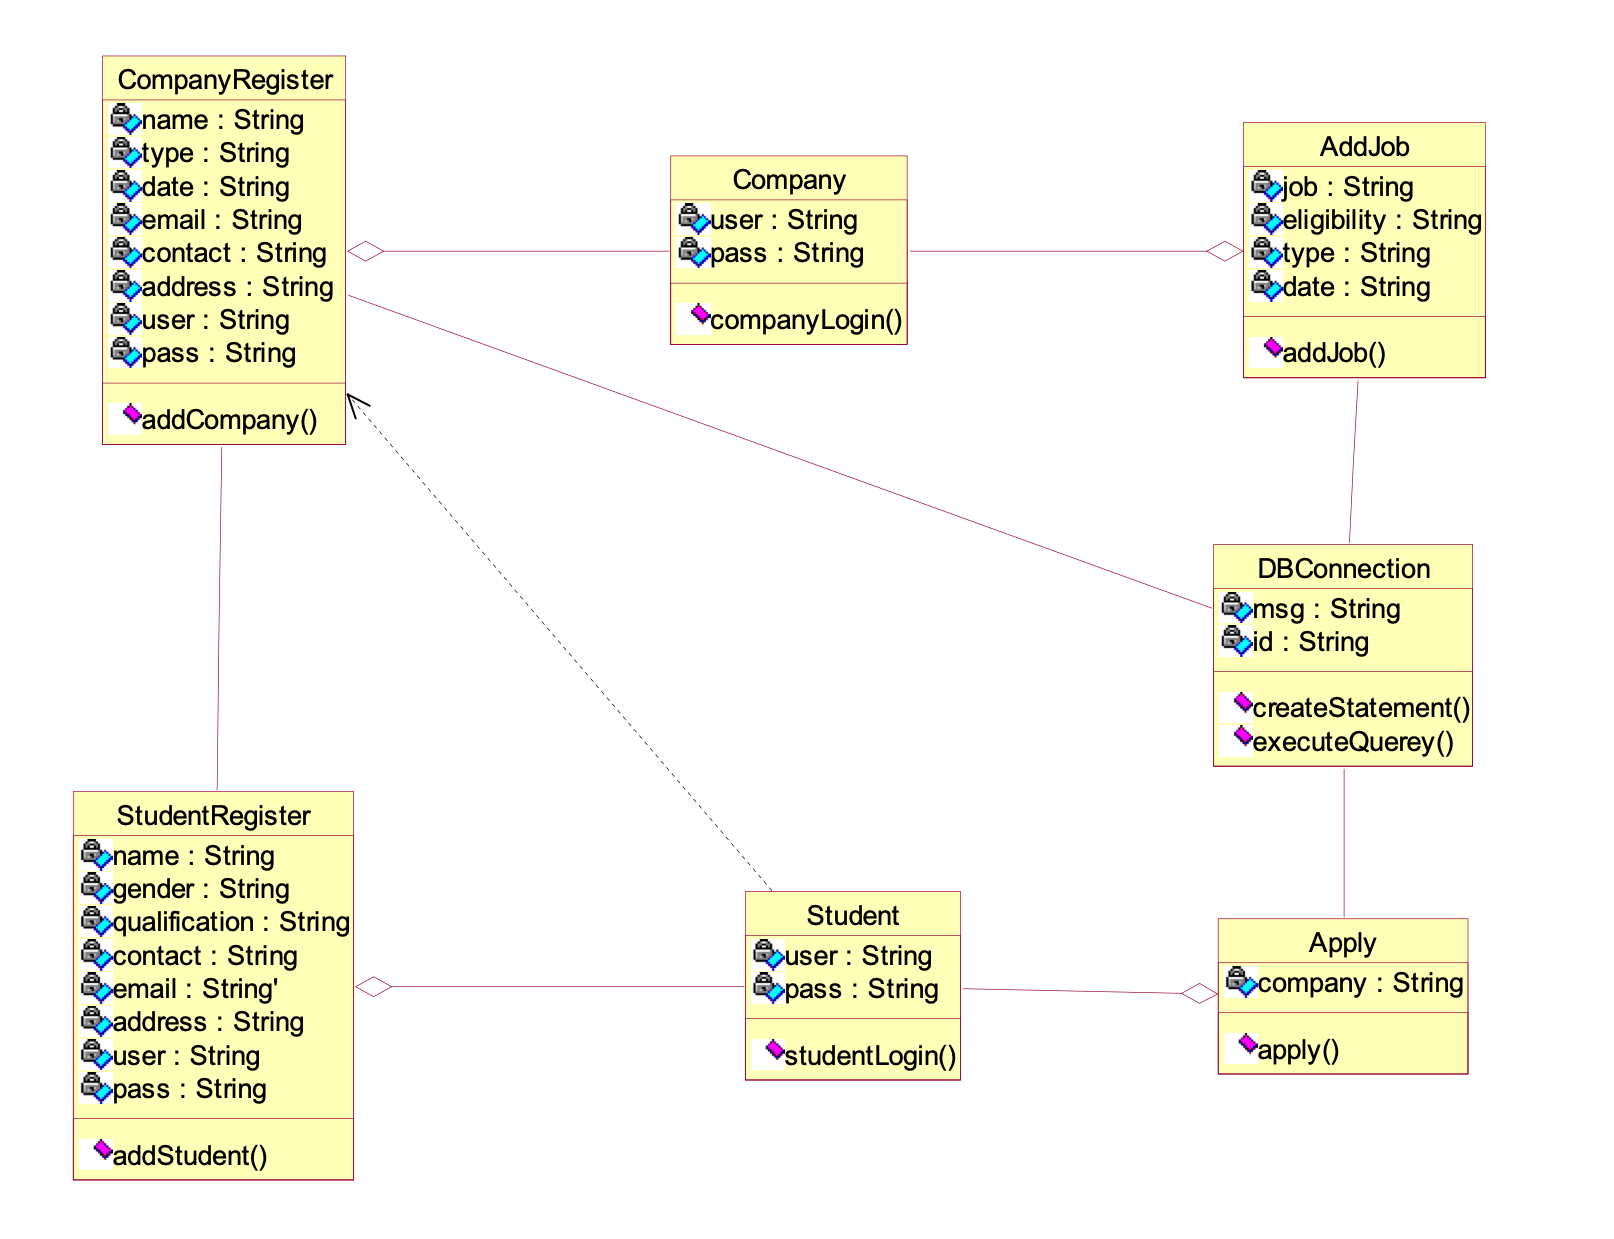 CompanyRegister
name : String
type : String
date : String
email : String
contact : String
address : String
user : String
pass : String
addCompany()
Company
user : String
pass : String
companyLogin()
AddJob
job : String
eligibility : String
type : String
date : String
addJob()
DBConnection
msg : String
id : String
createStatement()
executeQuerey()
StudentRegister
name : String
gender : String
qualification : String
contact : String
email : String'
address : String
user : String
pass : String
addStudent()
Student
user : String
pass : String
studentLogin()
Apply
company : String
apply()